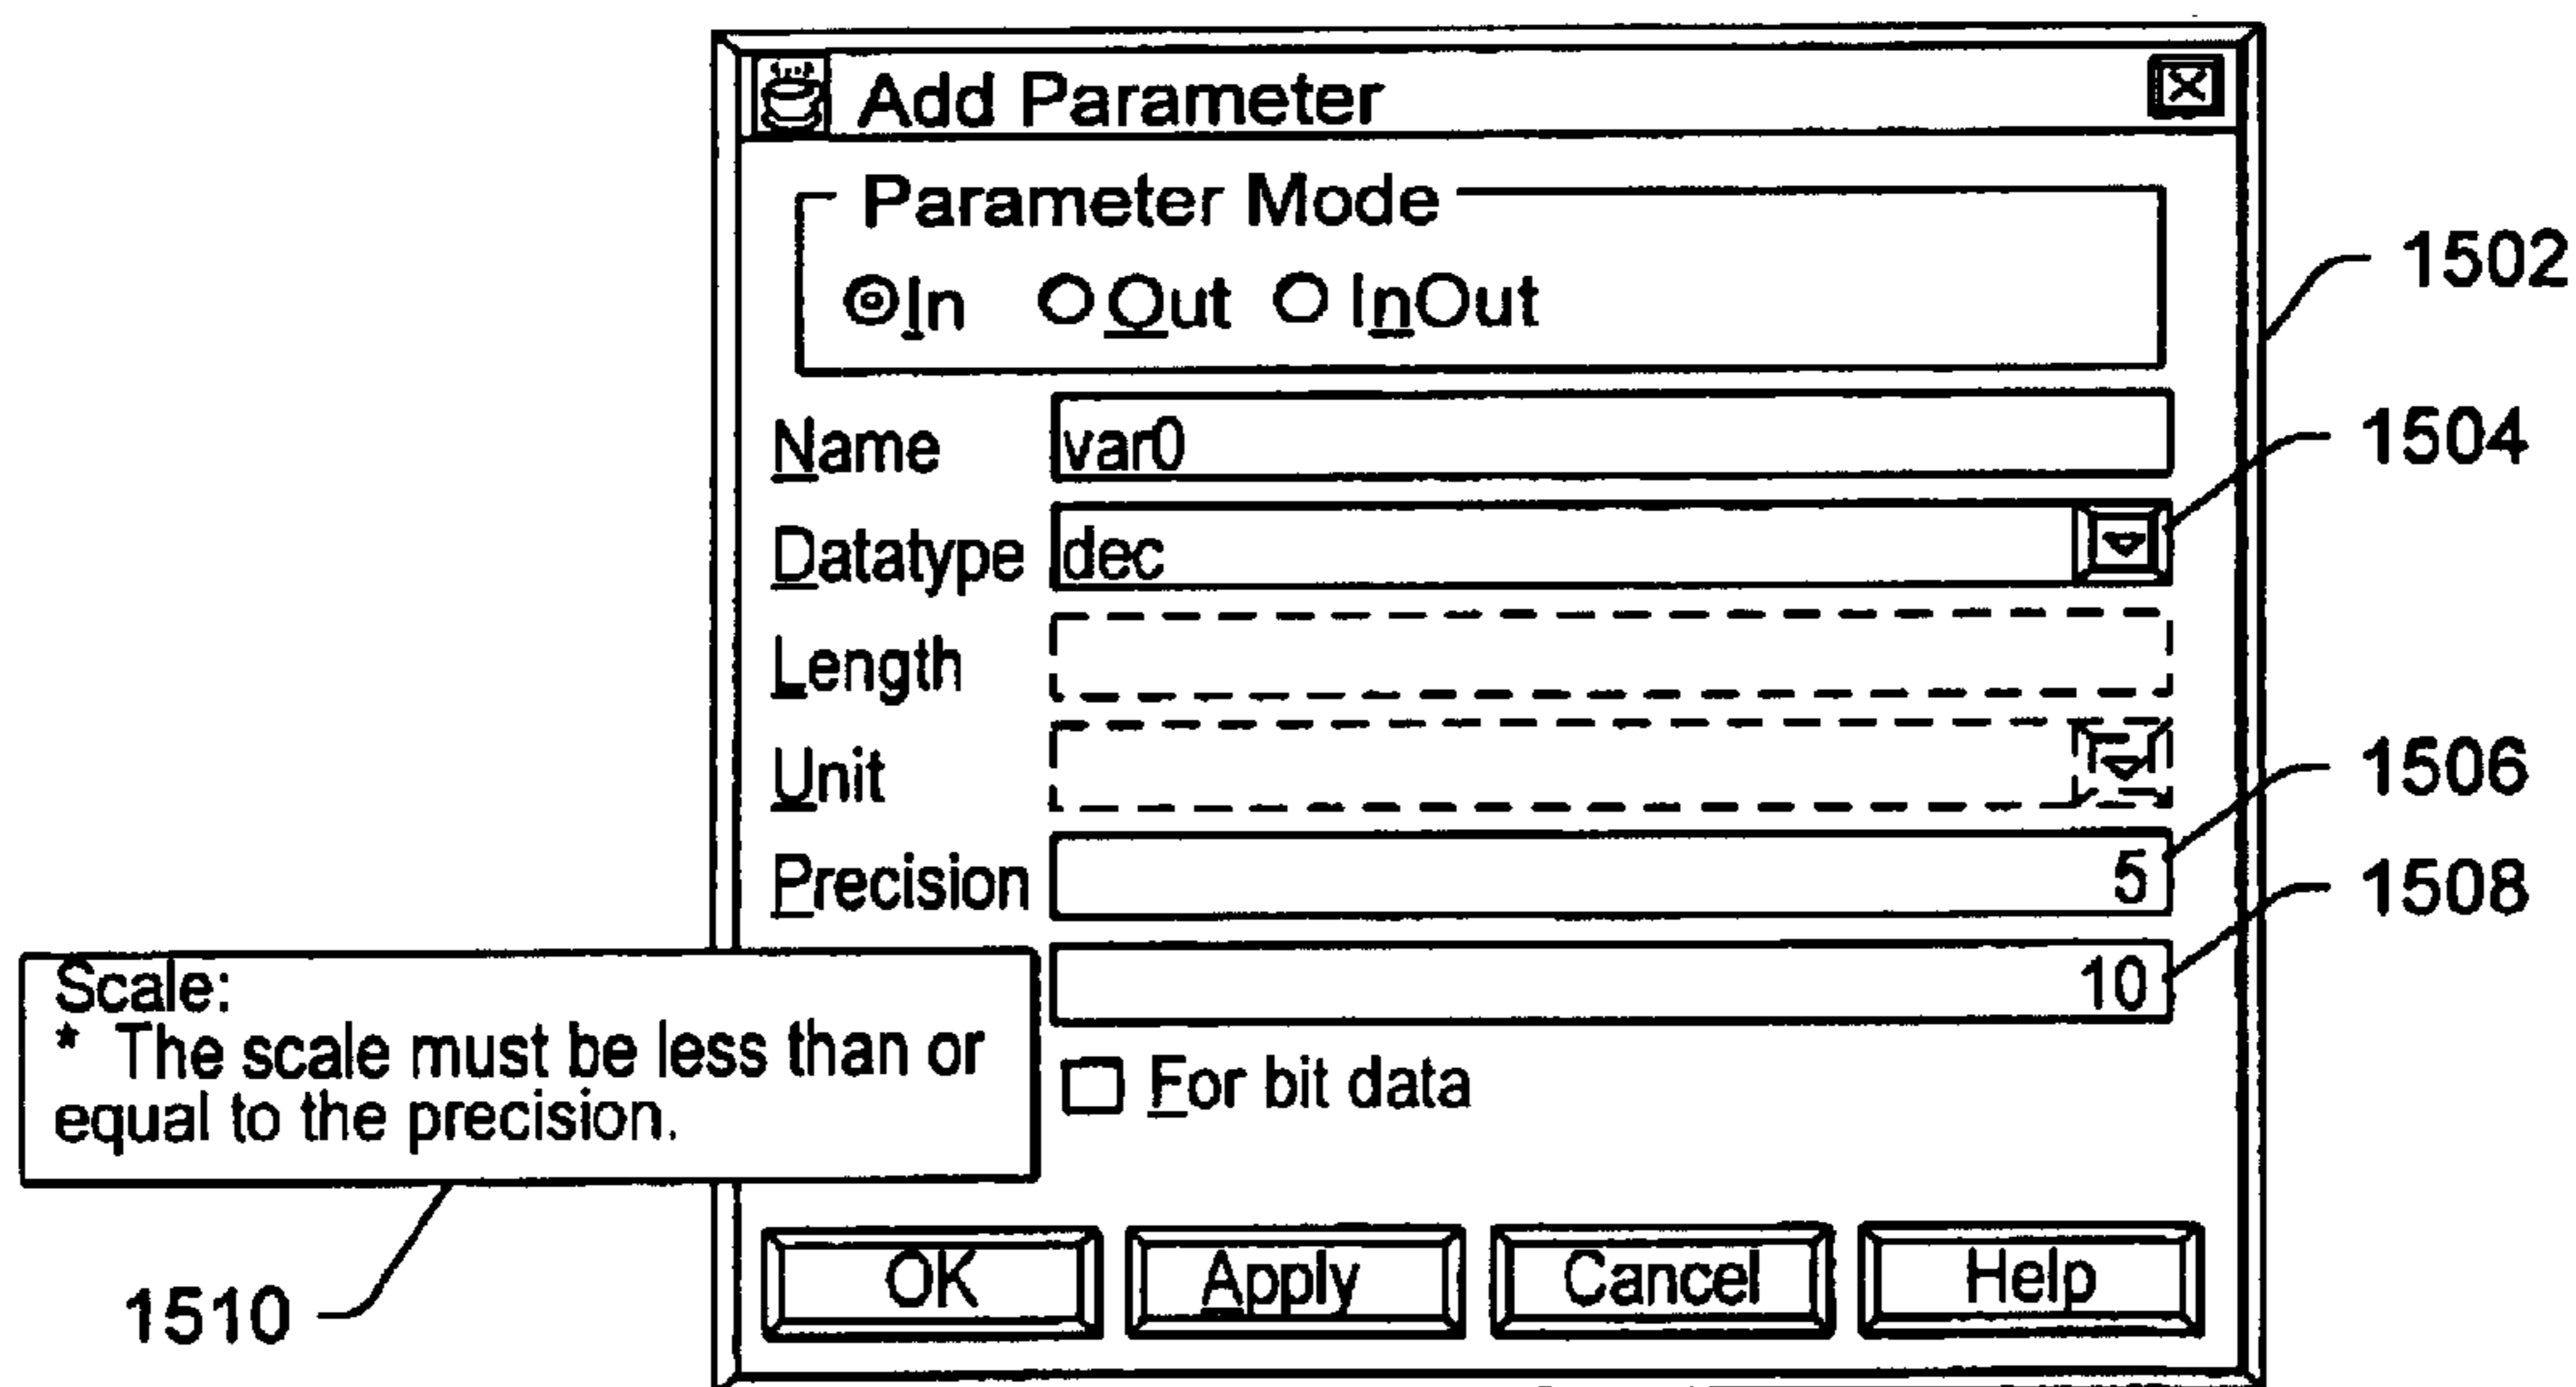 Add Parameter
Parameter Mode
In Out InOut
1502
Name var0
1504
Datatype dec
Length
Unit
1506
Precision 5
1508
10
Scale:
* The scale must be less than or
equal to the precision.
For bit data
OK Apply Cancel Help
1510